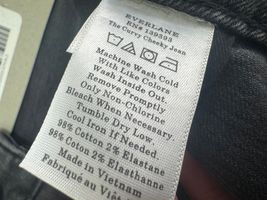 EVERLANE
RN# 139393
The Curvy Cheeky Jean
Machine Wash Cold
With Like Colors
Wash Inside Out.
Remove Promptly
Only Non-Chlorine
Bleach When Necessary.
Tumble Dry Low
Cool Iron If Needed.
98% Cotton 2% Elastane
98% Coton 2% Elasthanne
Made in Vietnam
Fabriqué au Vietnam